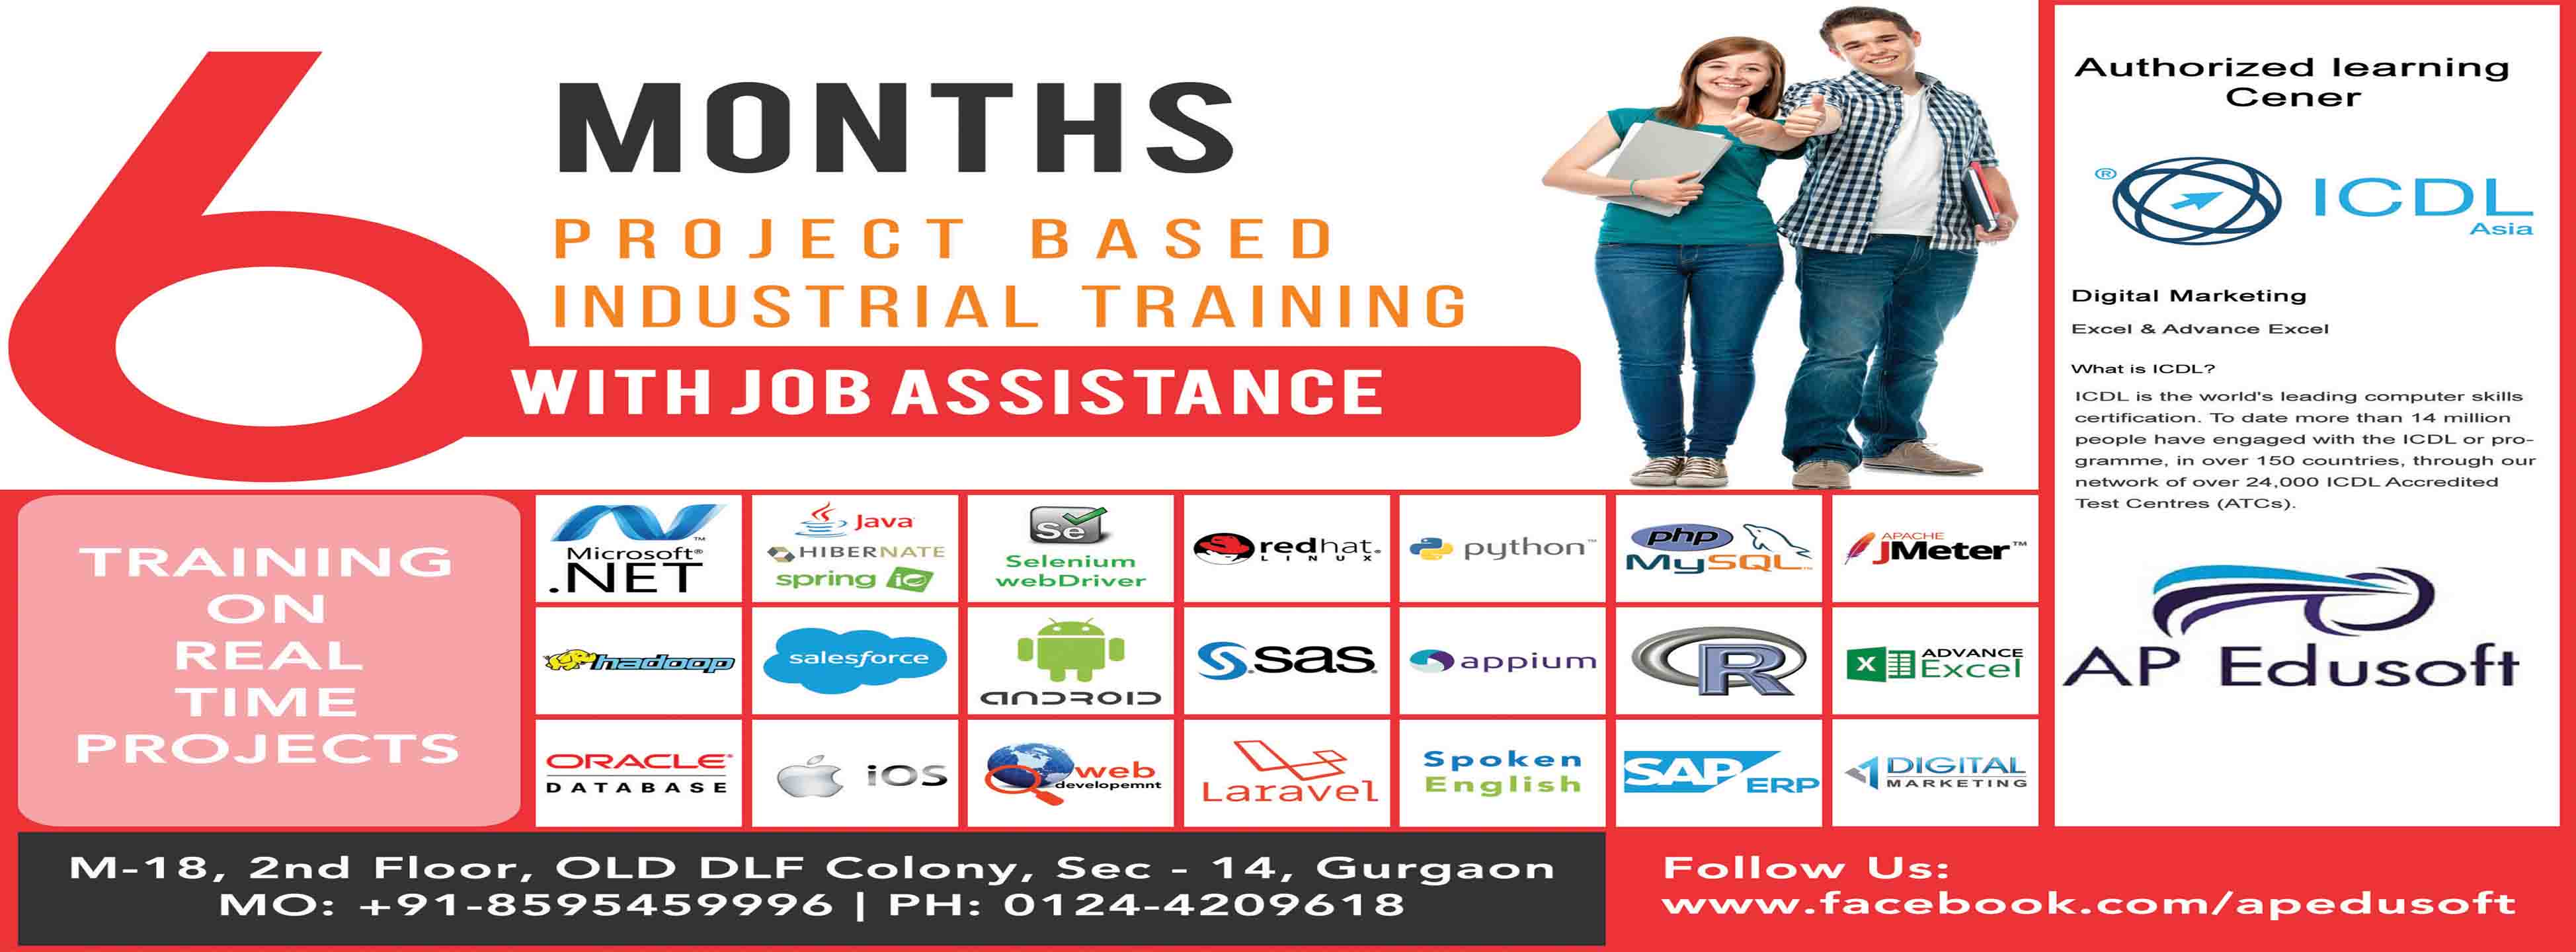 6
MONTHS
PROJECT BASED
INDUSTRIAL TRAINING
WITH JOB ASSISTANCE
Authorized learning
Cener
® ICDL
Asia
Digital Marketing
Excel & Advance Excel
What is ICDL?
ICDL is the world's leading computer skills
certification. To date more than 14 million
people have engaged with the ICDL or pro-
gramme, in over 150 countries, through our
network of over 24,000 ICDL Accredited
Test Centres (ATCs).
AP Edusoft
TRAINING
ON
REAL
TIME
PROJECTS
TM
Microsoft®
.NET
Java
HIBERNATE
spring
Se
Selenium
webDriver
redhat.
LINUX
python™
php
MySQL™
APACHE
JMeter™
hadoop
salesforce
ANDROID
S.sas
appium
R
X ADVANCE
Excel
ORACLE®
DATABASE
iOS
web
developemnt
Laravel
Spoken
English
SAP ERP
1 DIGITAL
MARKETING
M-18, 2nd Floor, OLD DLF Colony, Sec - 14, Gurgaon
MO: +91-8595459996 | PH: 0124-4209618
Follow Us:
www.facebook.com/apedusoft